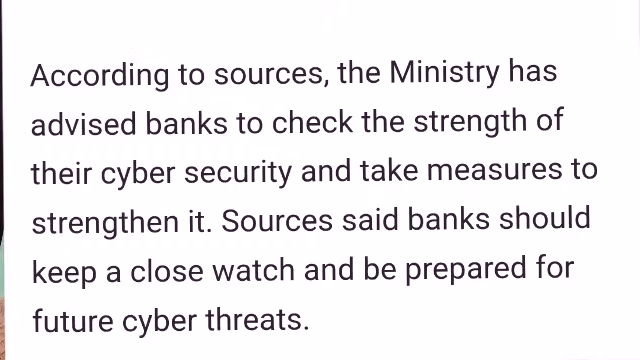 According to sources, the Ministry has
advised banks to check the strength of
their cyber security and take measures to
strengthen it. Sources said banks should
keep a close watch and be prepared for
future cyber threats.